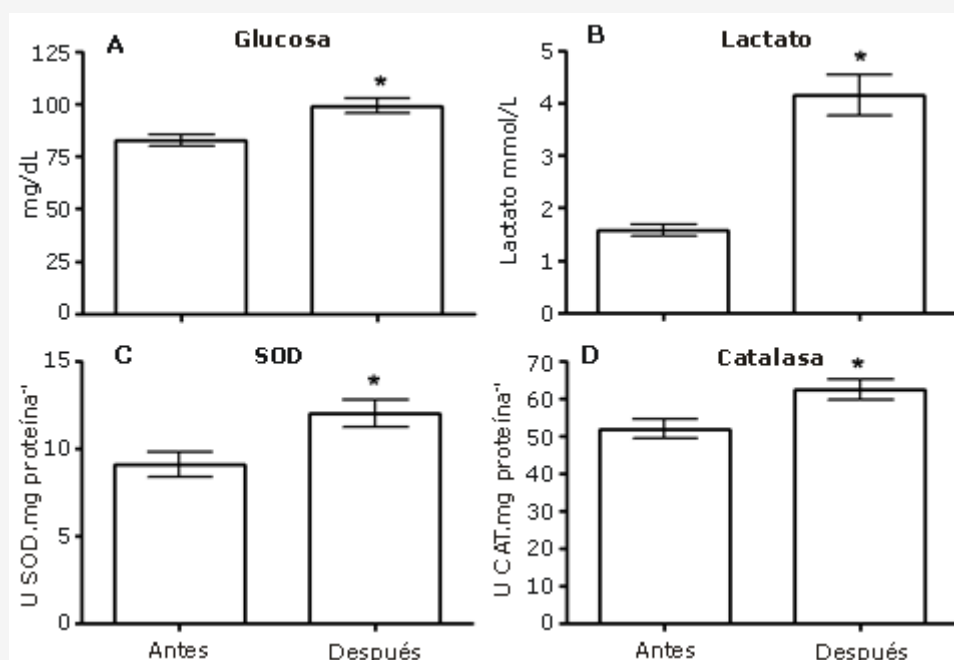 A Glucosa
mg/dL
125
100
75
50
25
0
*
B Lactato
Lactato mmol/L
5
4
3
2
1
0
*
C SOD
U SOD.mg proteína⁻¹
15
10
5
0
*
Antes Después
D Catalasa
U CAT.mg proteína⁻¹
70
60
50
40
30
20
10
0
*
Antes Después